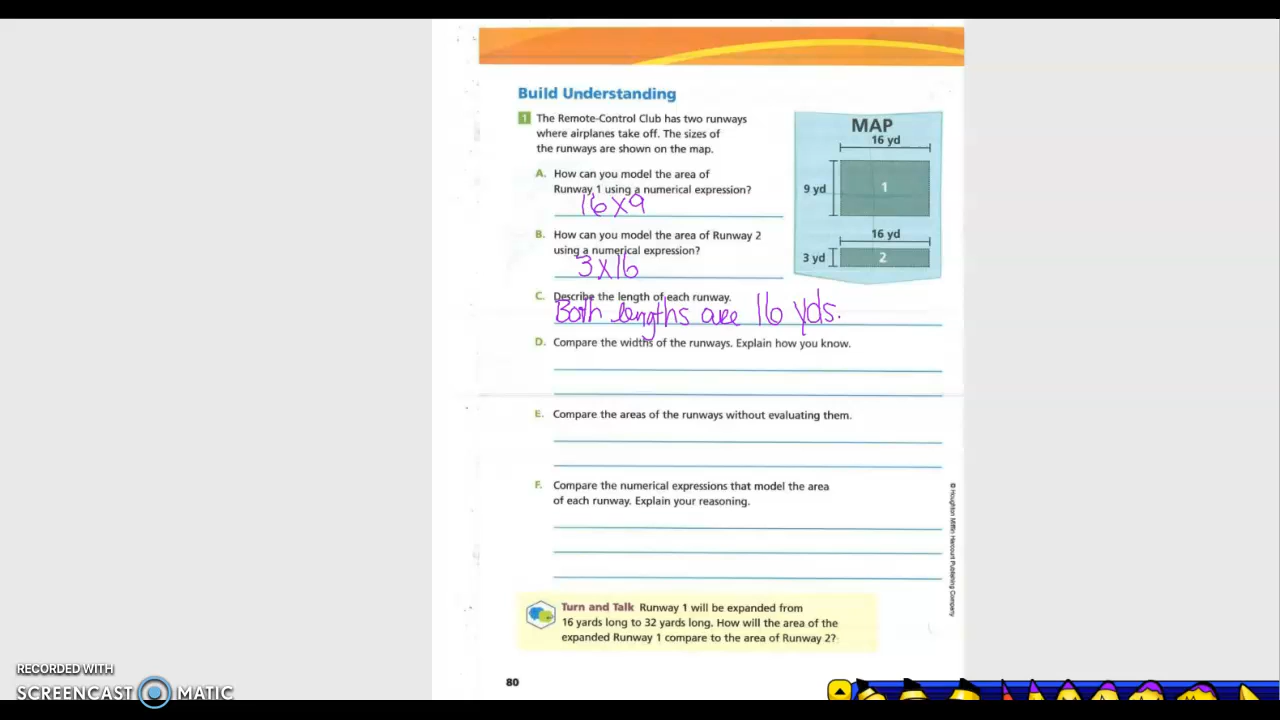 Build Understanding
1 The Remote-Control Club has two runways
where airplanes take off. The sizes of
the runways are shown on the map.
A. How can you model the area of
Runway 1 using a numerical expression?
16 x 9
B. How can you model the area of Runway 2
using a numerical expression?
3 x 16
MAP
16 yd
9 yd
1
16 yd
3 yd
2
C. Describe the length of each runway.
Both lengths are 16 yds.
D. Compare the widths of the runways. Explain how you know.
E. Compare the areas of the runways without evaluating them.
F. Compare the numerical expressions that model the area
of each runway. Explain your reasoning.
© Houghton Mifflin Harcourt Publishing Company
Turn and Talk Runway 1 will be expanded from
16 yards long to 32 yards long. How will the area of the
expanded Runway 1 compare to the area of Runway 2?
80
RECORDED WITH
SCREENCAST MATIC